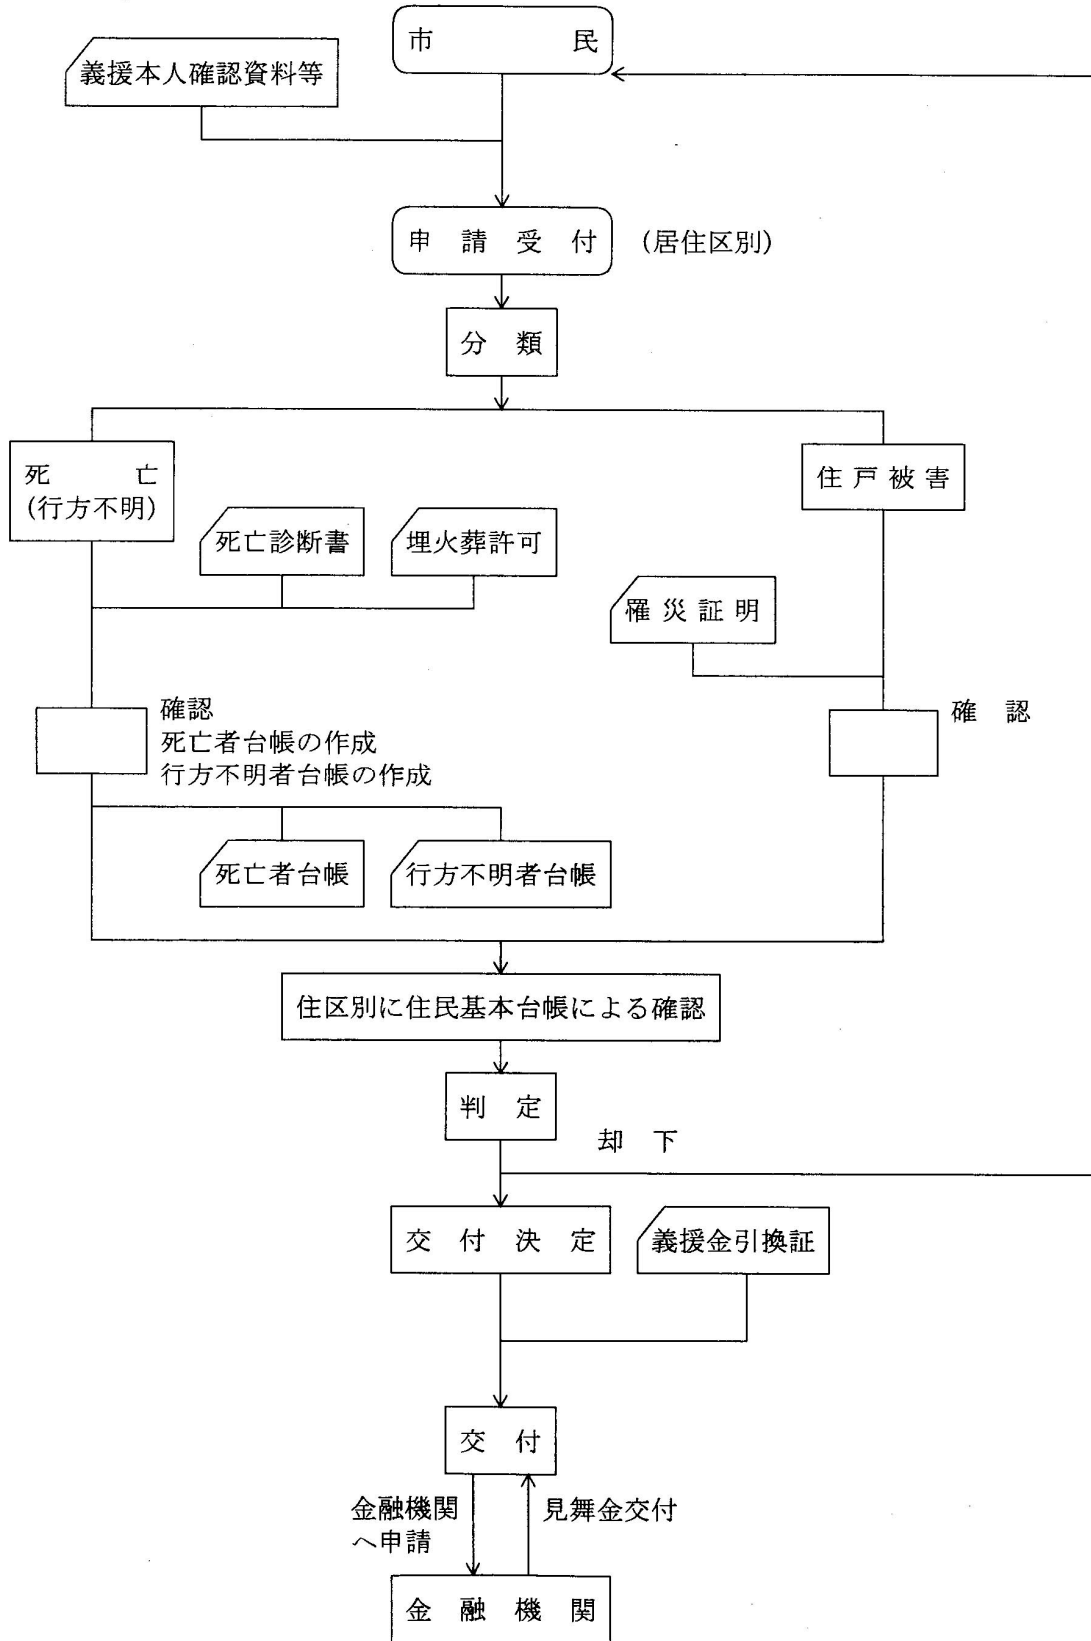 市民
義援本人確認資料等
申請受付
(居住区別)
分類
死亡
(行方不明)
住戸被害
死亡診断書
埋火葬許可
罹災証明
確認
死亡者台帳の作成
行方不明者台帳の作成
確認
死亡者台帳
行方不明者台帳
住区別に住民基本台帳による確認
判定
却下
交付決定
義援金引換証
交付
金融機関
へ申請
見舞金交付
金融機関